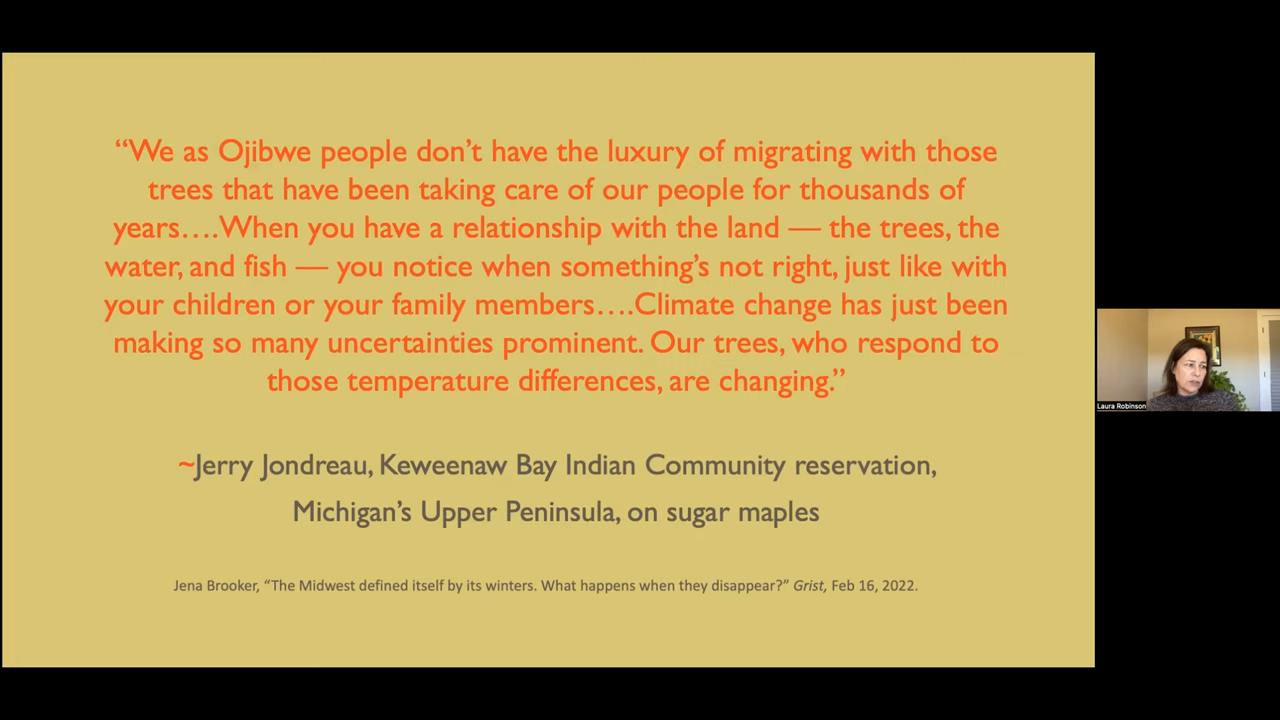 “We as Ojibwe people don’t have the luxury of migrating with those
trees that have been taking care of our people for thousands of
years….When you have a relationship with the land — the trees, the
water, and fish — you notice when something’s not right, just like with
your children or your family members….Climate change has just been
making so many uncertainties prominent. Our trees, who respond to
those temperature differences, are changing.”
~Jerry Jondreau, Keweenaw Bay Indian Community reservation,
Michigan’s Upper Peninsula, on sugar maples
Jena Brooker, “The Midwest defined itself by its winters. What happens when they disappear?” Grist, Feb 16, 2022.
Laura Robinson